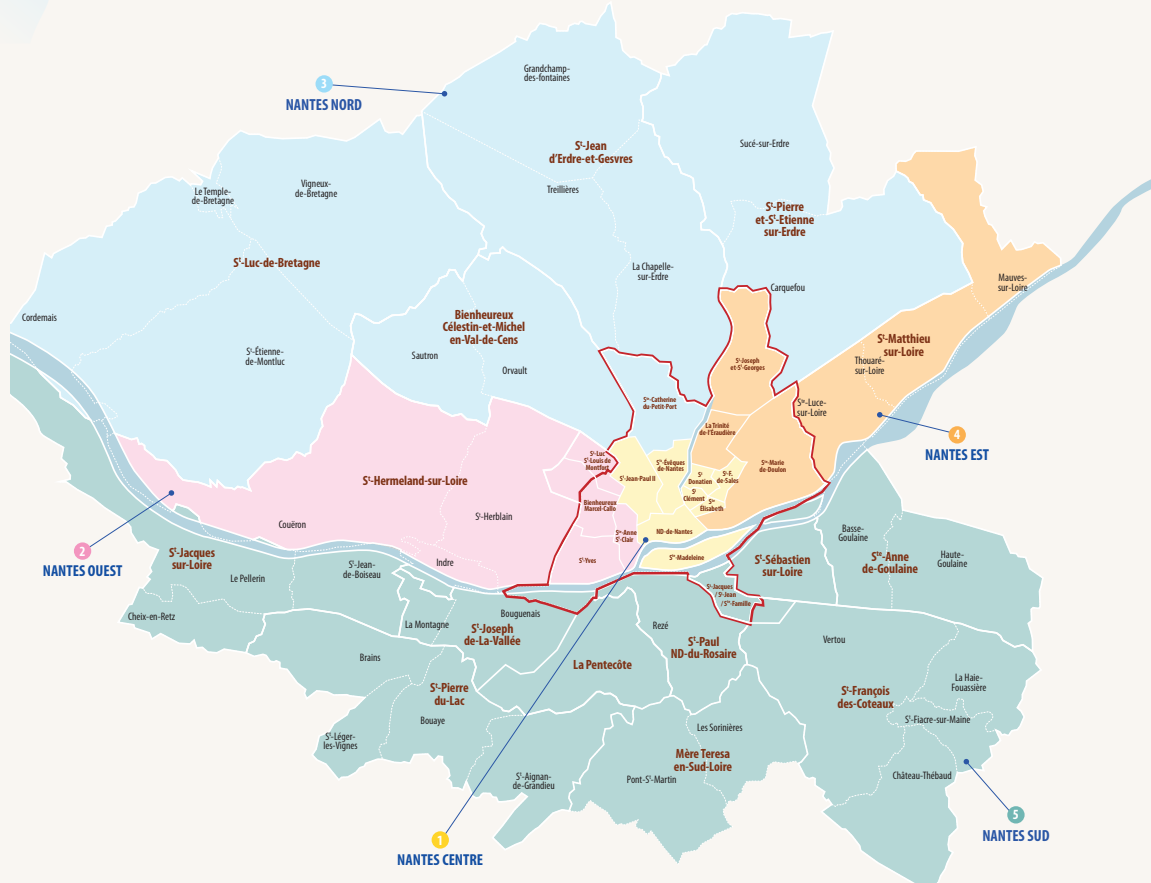 Grandchamp-
des-fontaines
3
NANTES NORD
Sᵗ-Jean
d'Erdre-et-Gesvres
Sucé-sur-Erdre
Le Temple-
de-Bretagne
Vigneux-
de-Bretagne
Treillières
Sᵗ-Pierre
et-Sᵗ-Etienne
sur-Erdre
Sᵗ-Luc-de-Bretagne
La Chapelle-
sur-Erdre
Mauves-
sur-Loire
Carquefou
Cordemais
Bienheureux
Célestin-et-Michel
en-Val-de-Cens
Sᵗ-Étienne-
de-Montluc
Sautron
Orvault
Sᵗ-Matthieu
sur-Loire
Thouaré-
sur-Loire
Sᵗ-Joseph
et-Sᵗ-Georges
Sᵗᵉ-Catherine
du-Petit-Port
Sᵗᵉ-Luce-
sur-Loire
La Trinité
de-l'Éraudière
4
NANTES EST
Sᵗ-Luc
Sᵗ-Louis de
Montfort
Sᵗˢ-Évêques
de-Nantes
Sᵗᵉ-Marie
de-Doulon
Sᵗ-Jean-Paul II
Sᵗ
Donatien
Sᵗ-F.
de-Sales
Sᵗ-Hermeland-sur-Loire
Sᵗ
Clément
Sᵗᵉ
Élisabeth
Bienheureux
Marcel-Callo
Couëron
Sᵗ-Herblain
Sᵗᵉ-Anne
Sᵗ-Clair
ND-de-Nantes
Basse-
Goulaine
2
NANTES OUEST
Sᵗ-Jacques
sur-Loire
Indre
Sᵗ-Yves
Sᵗᵉ-Madeleine
Sᵗ-Sébastien
sur-Loire
Sᵗᵉ-Anne
de-Goulaine
Haute-
Goulaine
Le Pellerin
Sᵗ-Jean-
de-Boiseau
Sᵗ-Jacques
/ Sᵗ-Jean
/ Sᵗᵉ-Famille
Cheix-en-Retz
La Montagne
Bouguenais
Sᵗ-Joseph
de-La-Vallée
Rezé
Sᵗ-Paul
ND-du-Rosaire
Vertou
Brains
La Pentecôte
Sᵗ-Pierre
du-Lac
Sᵗ-François
des-Coteaux
La Haie-
Fouassière
Bouaye
Sᵗ-Fiacre-sur-Maine
Sᵗ-Léger-
les-Vignes
Les Sorinières
Mère Teresa
en-Sud-Loire
Sᵗ-Aignan-
de-Grandieu
Pont-Sᵗ-Martin
Château-Thébaud
1
NANTES CENTRE
5
NANTES SUD